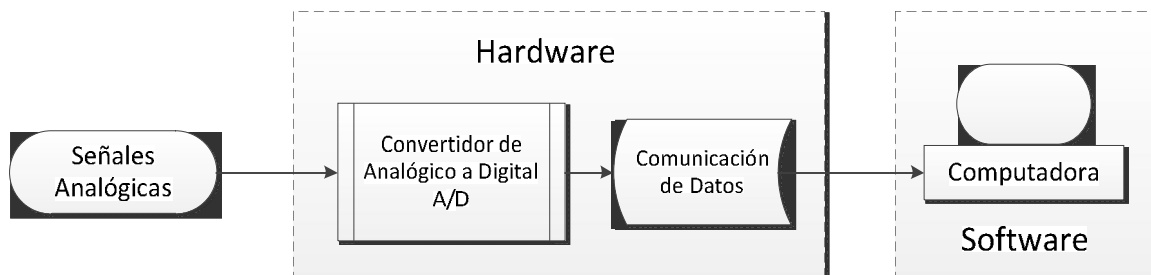 Hardware
Señales
Analógicas
Convertidor de
Analógico a Digital
A/D
Comunicación
de Datos
Computadora
Software